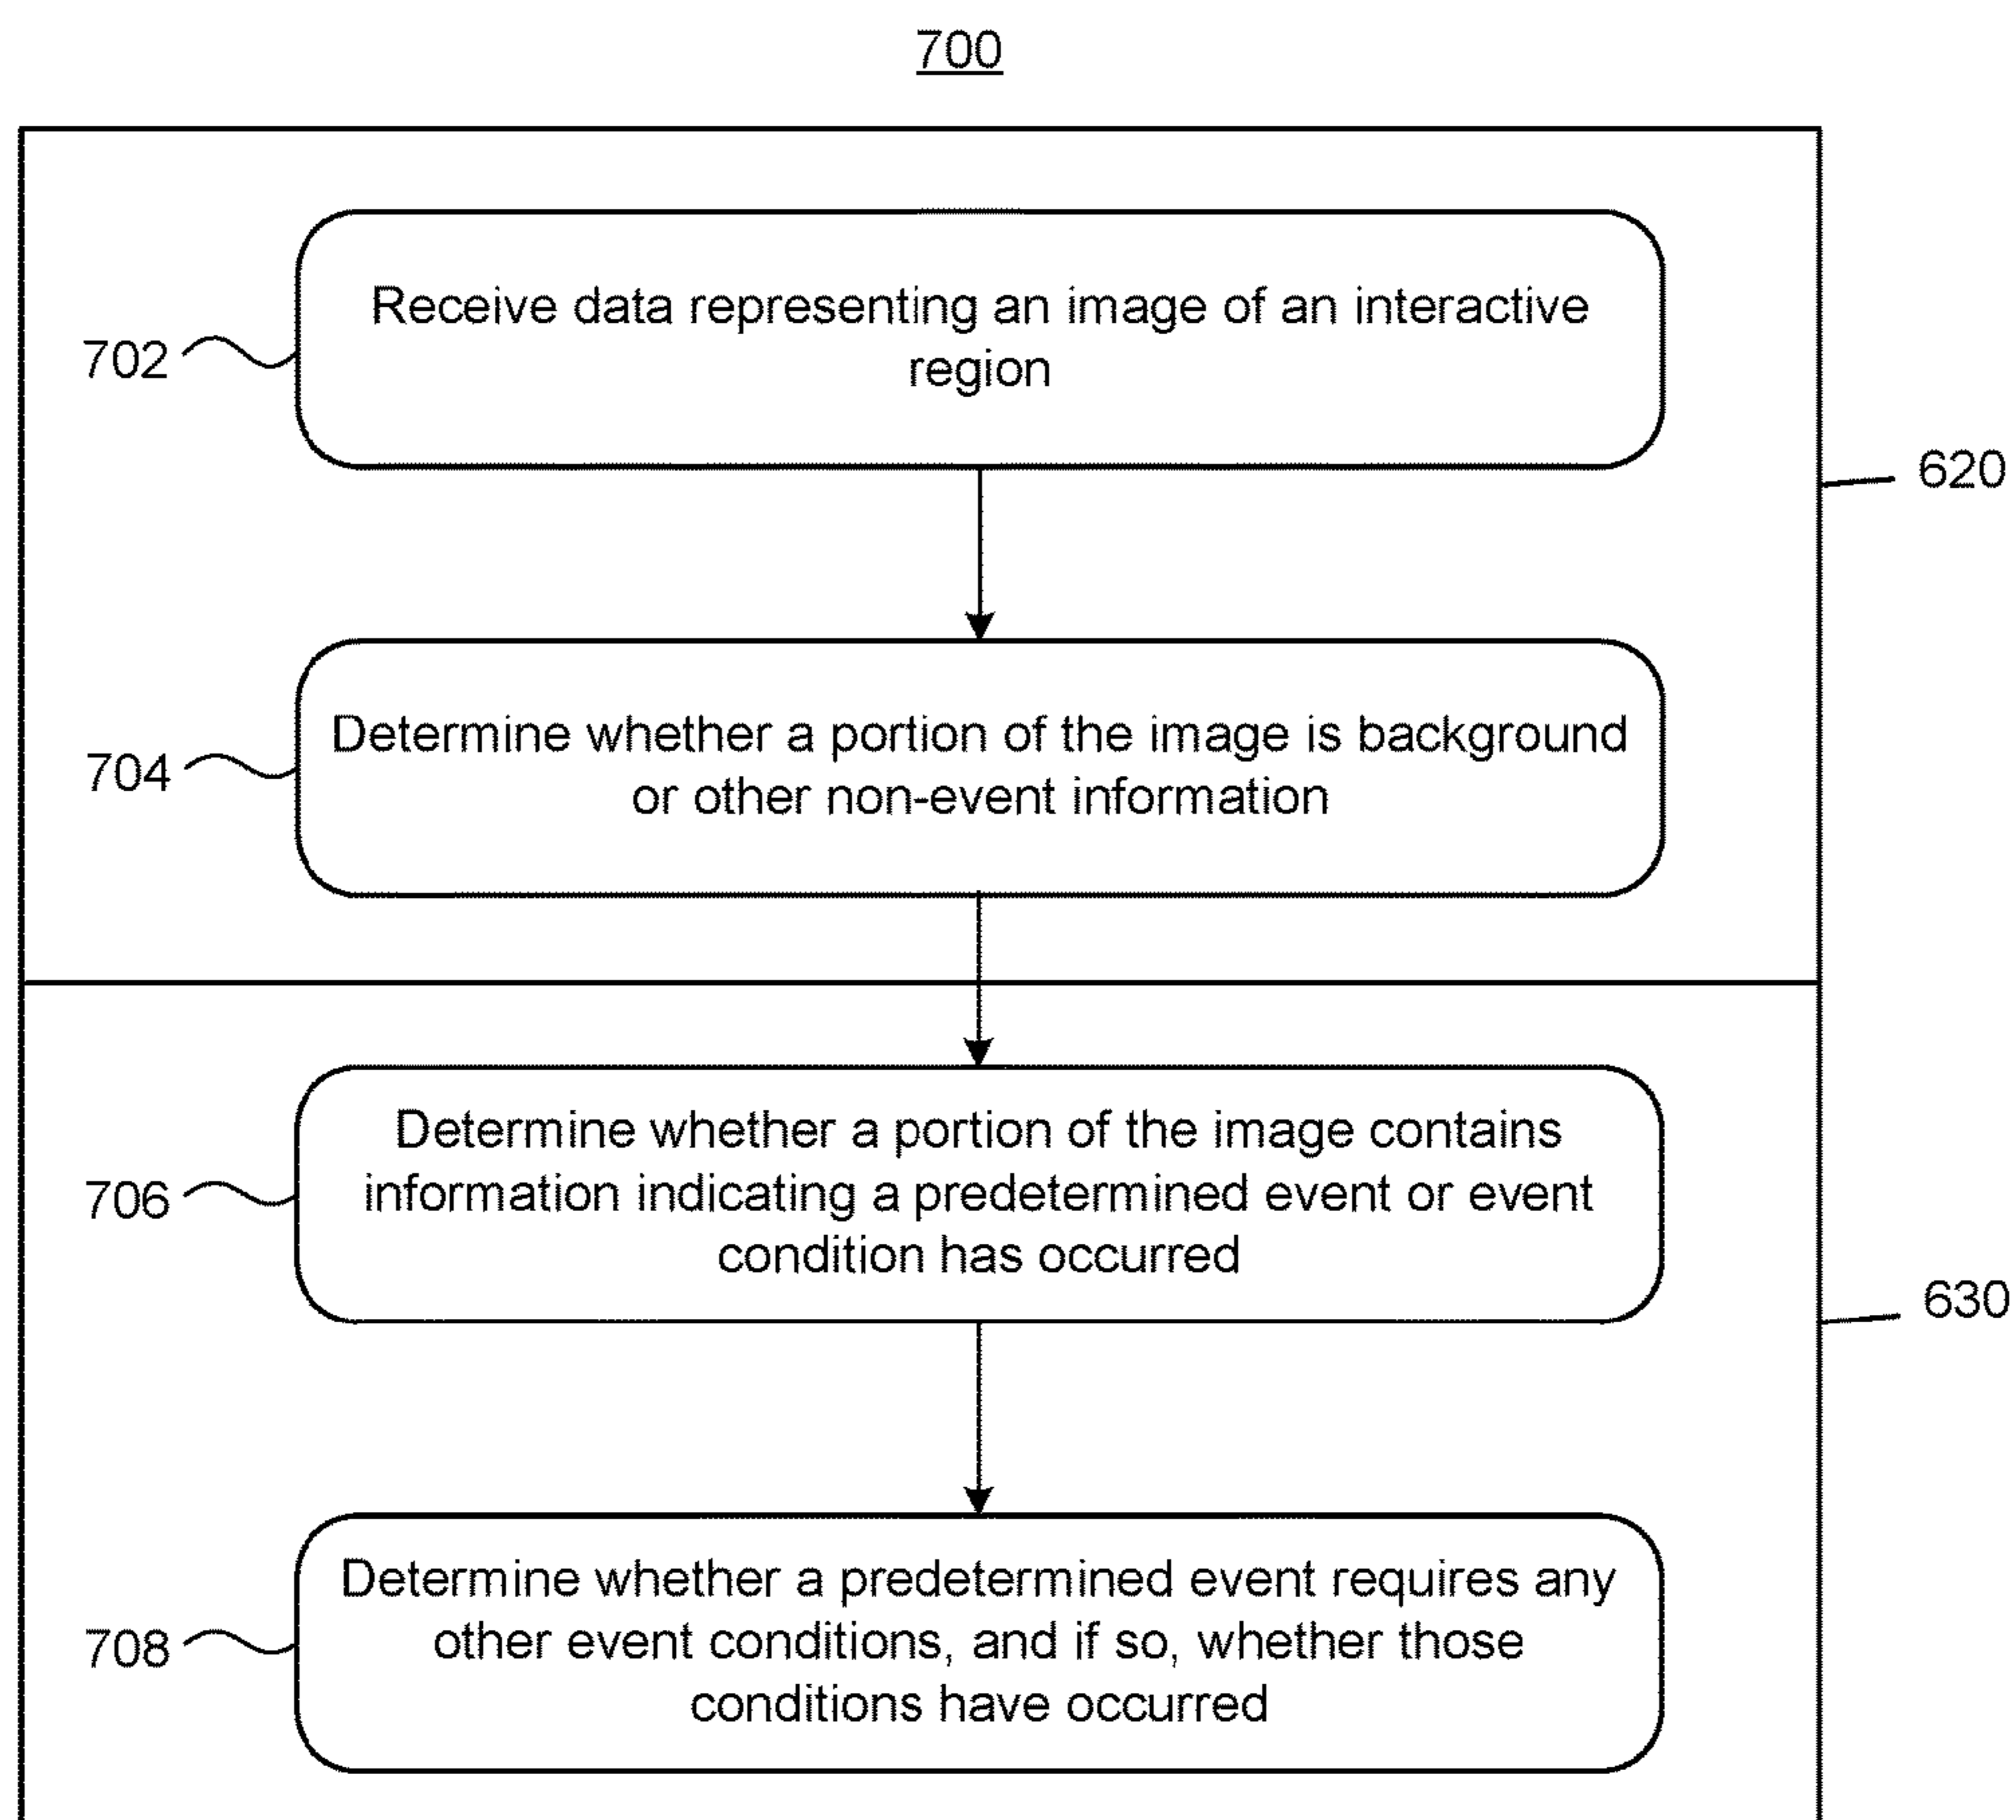 700
Receive data representing an image of an interactive
region
702
620
Determine whether a portion of the image is background
or other non-event information
704
Determine whether a portion of the image contains
information indicating a predetermined event or event
condition has occurred
706
630
Determine whether a predetermined event requires any
other event conditions, and if so, whether those
conditions have occurred
708